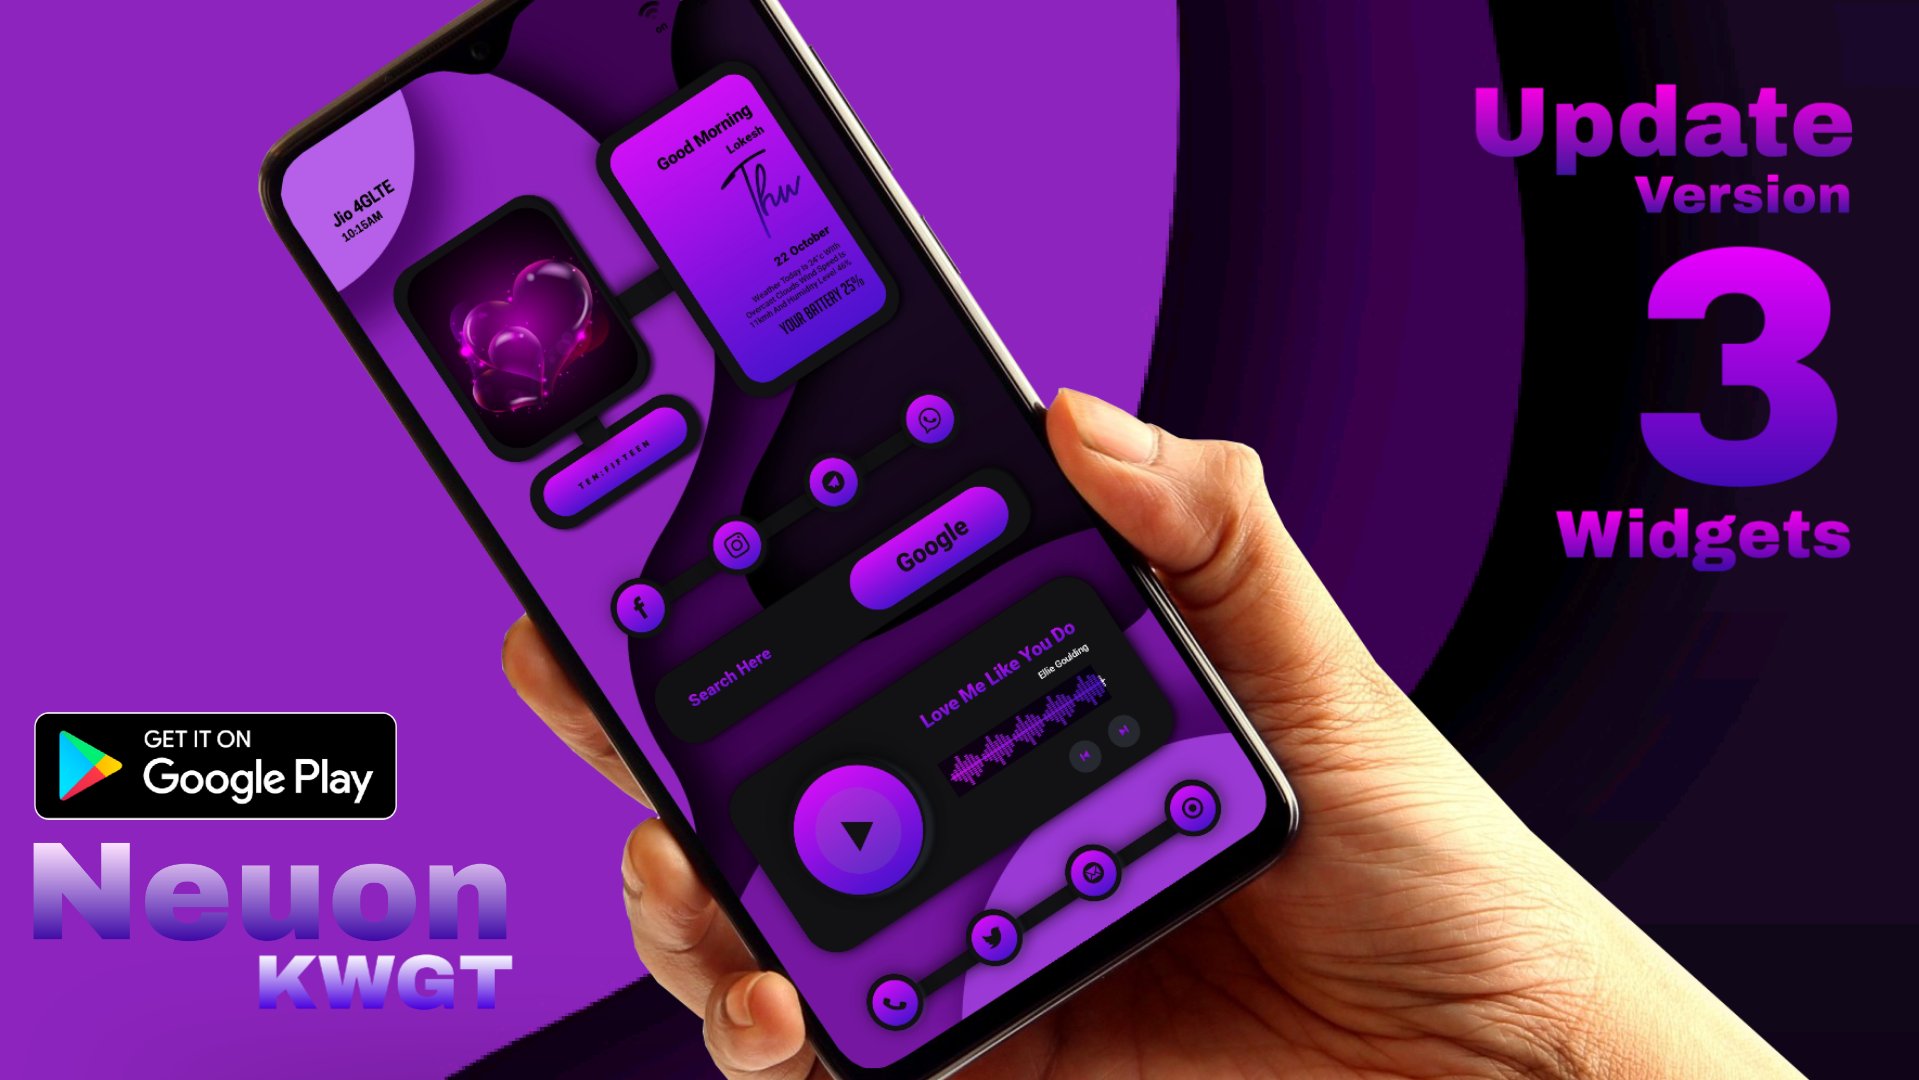 Update
Version
3
Widgets
on
Jio 4GLTE
10:15AM
Good Morning
Lokesh
Thu
22 October
Weather Today is 24°c With
Overcast Clouds Wind Speed Is
11kmh And Humidity Level 46%
YOUR BATTERY 25%
TEN:FIFTEEN
Google
Search Here
Love Me Like You Do
Ellie Goulding
GET IT ON
Google Play
Neuon
KWGT